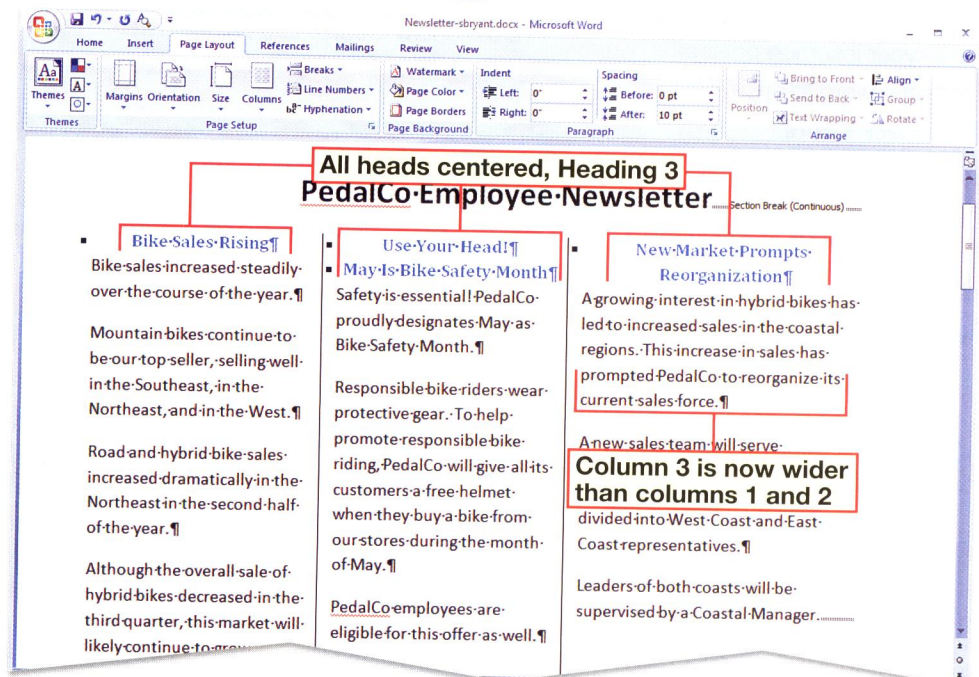 Newsletter-sbryant.docx - Microsoft Word
Home Insert Page Layout References Mailings Review View
Aa
Themes
Themes
Margins Orientation Size Columns
Breaks
Line Numbers
Hyphenation
Page Setup
Watermark
Page Color
Page Borders
Page Background
Indent
Left: 0"
Right: 0"
Spacing
Before: 0 pt
After: 10 pt
Paragraph
Position
Bring to Front
Send to Back
Text Wrapping
Align
Group
Rotate
Arrange
All heads centered, Heading 3
PedalCo·Employee·Newsletter
Section Break (Continuous)
Bike·Sales·Rising¶
Bike·sales·increased·steadily·
over·the·course·of·the·year.¶
Mountain·bikes·continue·to·
be·our·top·seller,·selling·well·
in·the·Southeast,·in·the·
Northeast,·and·in·the·West.¶
Road·and·hybrid·bike·sales·
increased·dramatically·in·the·
Northeast·in·the·second·half·
of·the·year.¶
Although·the·overall·sale·of·
hybrid·bikes·decreased·in·the·
third·quarter,·this·market·will·
likely·continue·to·grow
Use·Your·Head!¶
May·Is·Bike·Safety·Month¶
Safety·is·essential!·PedalCo·
proudly·designates·May·as·
Bike·Safety·Month.¶
Responsible·bike·riders·wear·
protective·gear.·To·help·
promote·responsible·bike·
riding,·PedalCo·will·give·all·its·
customers·a·free·helmet·
when·they·buy·a·bike·from·
our·stores·during·the·month·
of·May.¶
PedalCo·employees·are·
eligible·for·this·offer·as·well.¶
New·Market·Prompts·
Reorganization¶
A·growing·interest·in·hybrid·bikes·has·
led·to·increased·sales·in·the·coastal·
regions.·This·increase·in·sales·has·
prompted·PedalCo·to·reorganize·its·
current·sales·force.¶
A·new·sales·team·will·serve·
Column 3 is now wider
than columns 1 and 2
divided·into·West·Coast·and·East·
Coast·representatives.¶
Leaders·of·both·coasts·will·be·
supervised·by·a·Coastal·Manager.